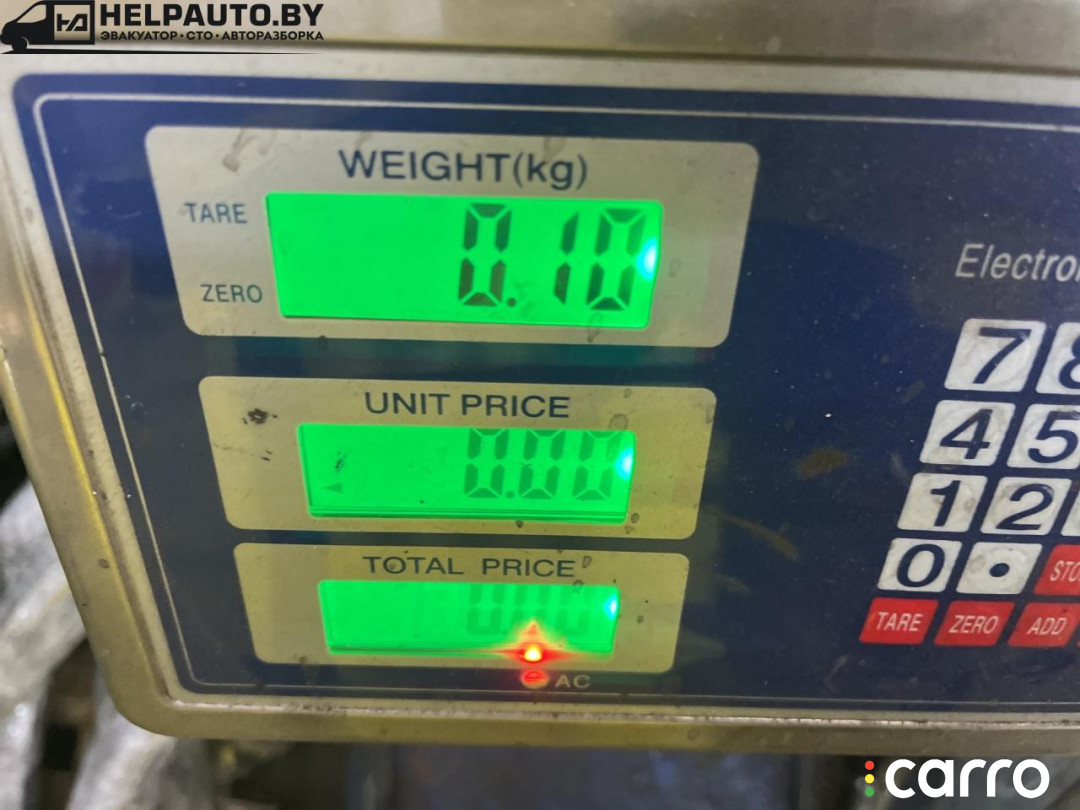 HELPAUTO.BY
ЭВАКУАТОР • СТО • АВТОРАЗБОРКА
WEIGHT(kg)
TARE
0.10
ZERO
Electro
UNIT PRICE
0.00
TOTAL PRICE
0.00
AC
7 8
4 5
1 2
0 •
TARE ZERO ADD
carro